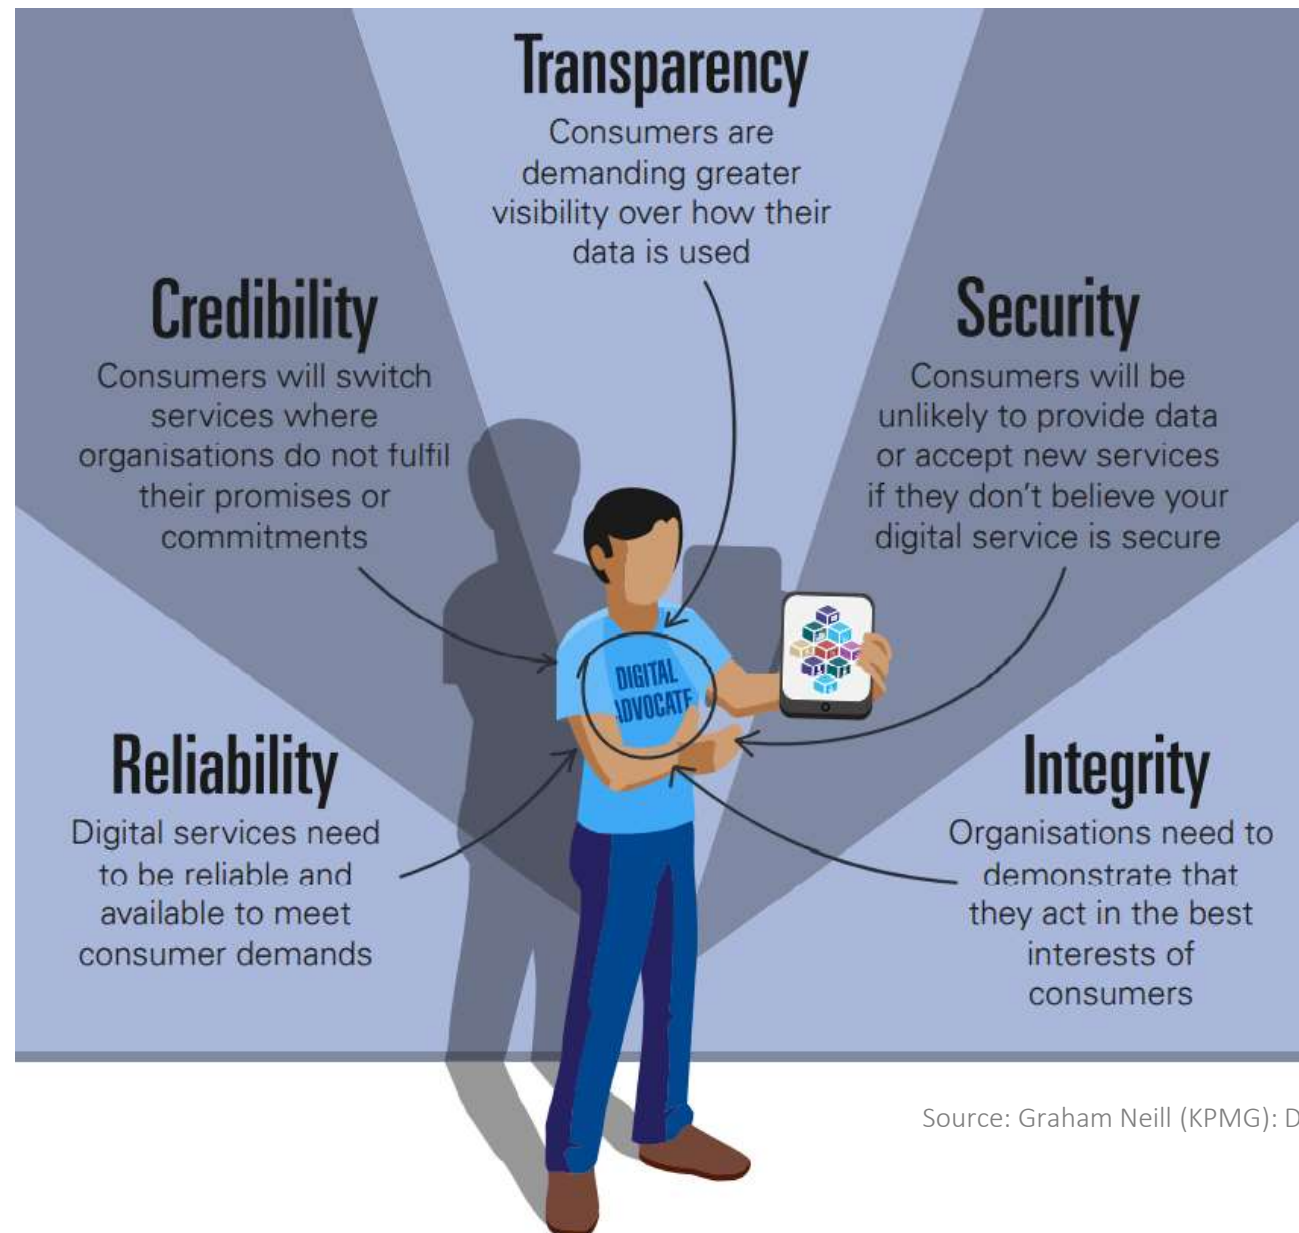 Transparency
Consumers are
demanding greater
visibility over how their
data is used
Credibility
Consumers will switch
services where
organisations do not fulfil
their promises or
commitments
Security
Consumers will be
unlikely to provide data
or accept new services
if they don't believe your
digital service is secure
DIGITAL
ADVOCATE
Reliability
Digital services need
to be reliable and
available to meet
consumer demands
Integrity
Organisations need to
demonstrate that
they act in the best
interests of
consumers
Source: Graham Neill (KPMG): D